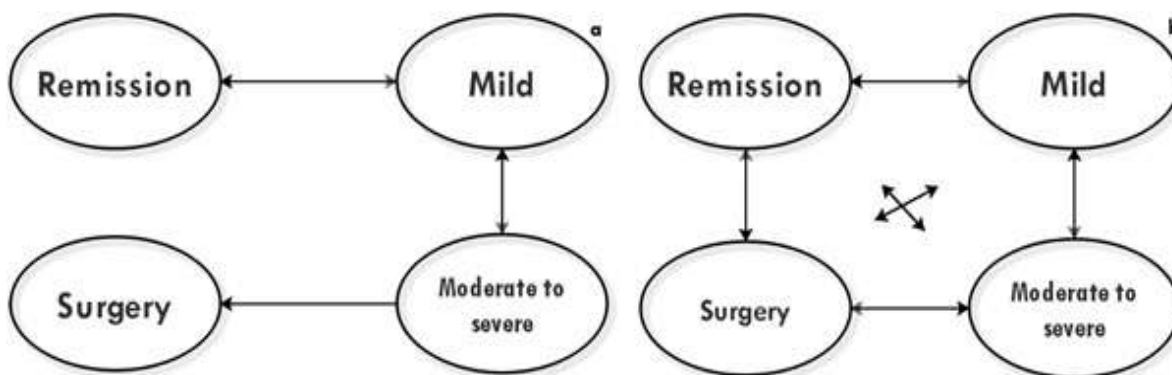 a
Remission
Mild
Surgery
Moderate to
severe
Remission
Mild
Surgery
Moderate to
severe